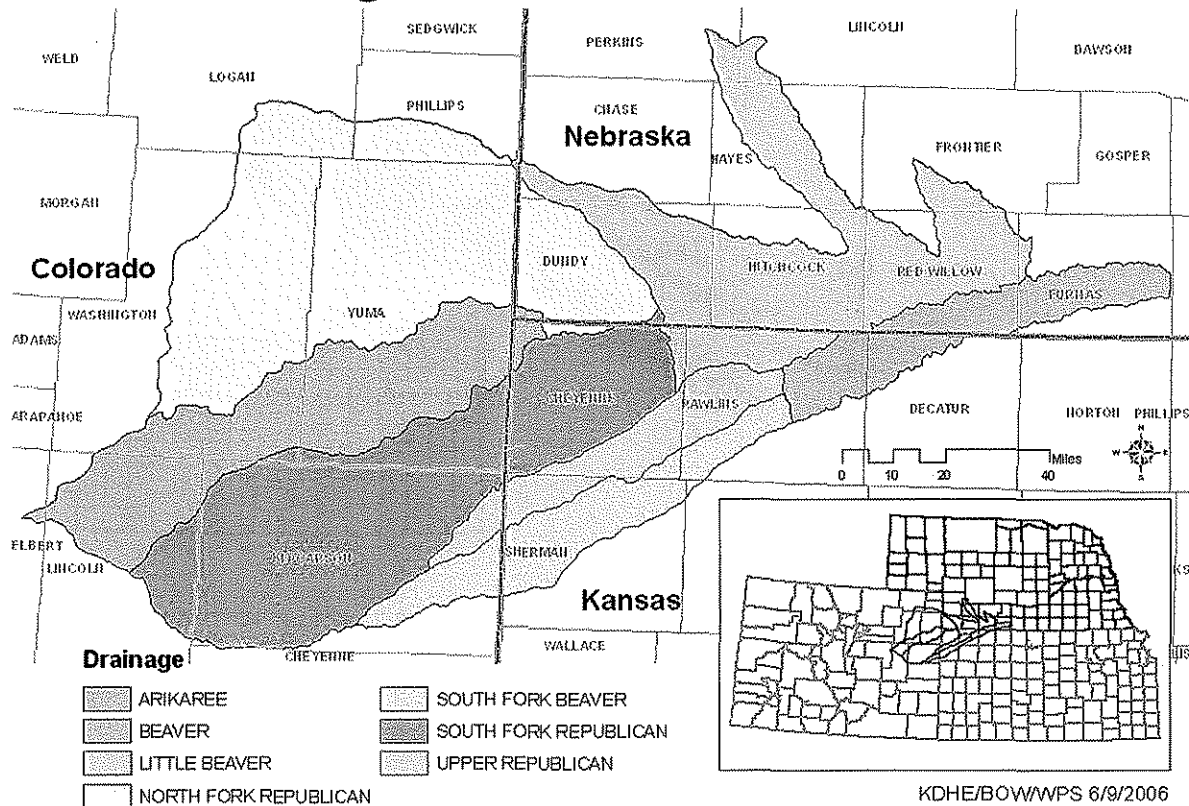 SEDGWICK
PERKINS
LINCOLN
DAWSON
WELD
LOGAN
PHILLIPS
CHASE
Nebraska
HAYES
FRONTIER
GOSPER
MORGAN
Colorado
DUNDY
HITCHCOCK
RED WILLOW
FURNAS
WASHINGTON
YUMA
ADAMS
ARAPAHOE
CHEYENNE
RAWLINS
DECATUR
NORTON
PHILLIPS
N
W
E
S
Miles
0 10 20 40
ELBERT
LINCOLN
KIT CARSON
SHERMAN
Kansas
WALLACE
CHEYENNE
Drainage
ARIKAREE
BEAVER
LITTLE BEAVER
NORTH FORK REPUBLICAN
SOUTH FORK BEAVER
SOUTH FORK REPUBLICAN
UPPER REPUBLICAN
KDHE/BOW/WPS 6/9/2006